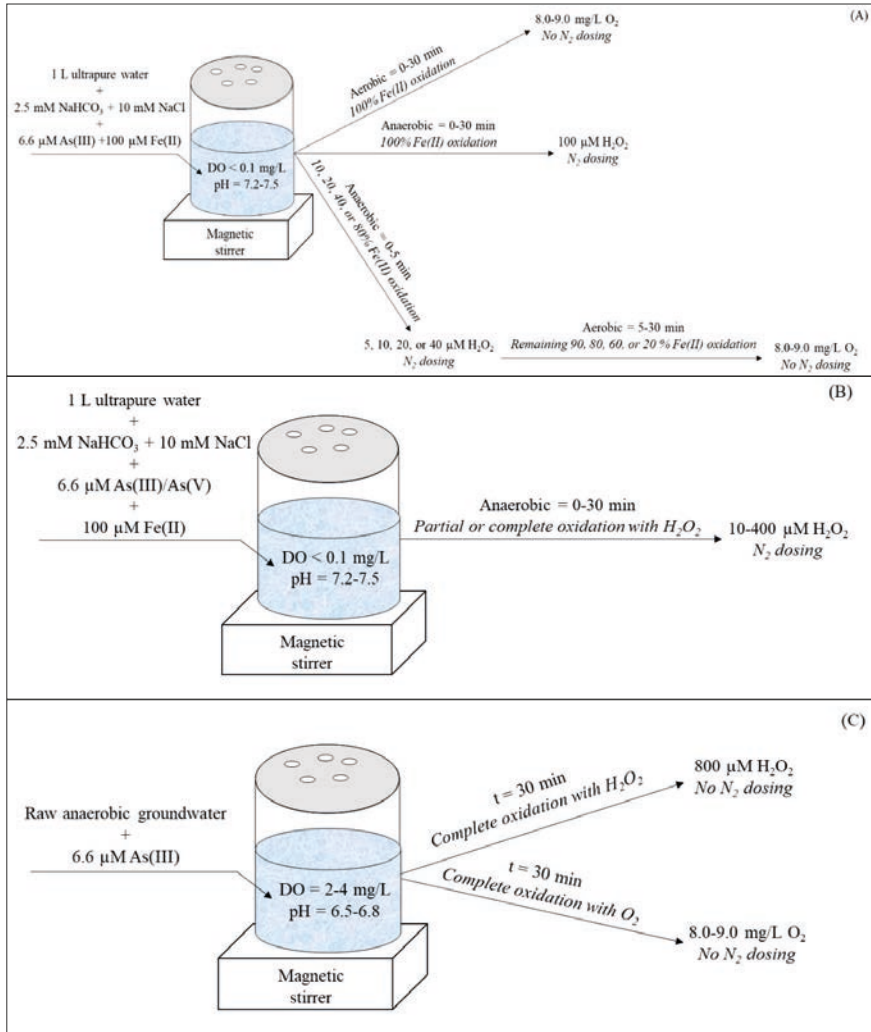 (A)
8.0-9.0 mg/L O₂
No N₂ dosing
1 L ultrapure water
+
2.5 mM NaHCO₃ + 10 mM NaCl
+
6.6 µM As(III) +100 µM Fe(II)
DO < 0.1 mg/L
pH = 7.2-7.5
Magnetic
stirrer
Aerobic = 0-30 min
100% Fe(II) oxidation
Anaerobic = 0-30 min
100% Fe(II) oxidation
100 µM H₂O₂
N₂ dosing
Anaerobic = 0-5 min
10, 20, 40, or 80% Fe(II) oxidation
5, 10, 20, or 40 µM H₂O₂
N₂ dosing
Aerobic = 5-30 min
Remaining 90, 80, 60, or 20 % Fe(II) oxidation
8.0-9.0 mg/L O₂
No N₂ dosing
(B)
1 L ultrapure water
+
2.5 mM NaHCO₃ + 10 mM NaCl
+
6.6 µM As(III)/As(V)
+
100 µM Fe(II)
DO < 0.1 mg/L
pH = 7.2-7.5
Magnetic
stirrer
Anaerobic = 0-30 min
Partial or complete oxidation with H₂O₂
10-400 µM H₂O₂
N₂ dosing
(C)
Raw anaerobic groundwater
+
6.6 µM As(III)
DO = 2-4 mg/L
pH = 6.5-6.8
Magnetic
stirrer
t = 30 min
Complete oxidation with H₂O₂
800 µM H₂O₂
No N₂ dosing
t = 30 min
Complete oxidation with O₂
8.0-9.0 mg/L O₂
No N₂ dosing